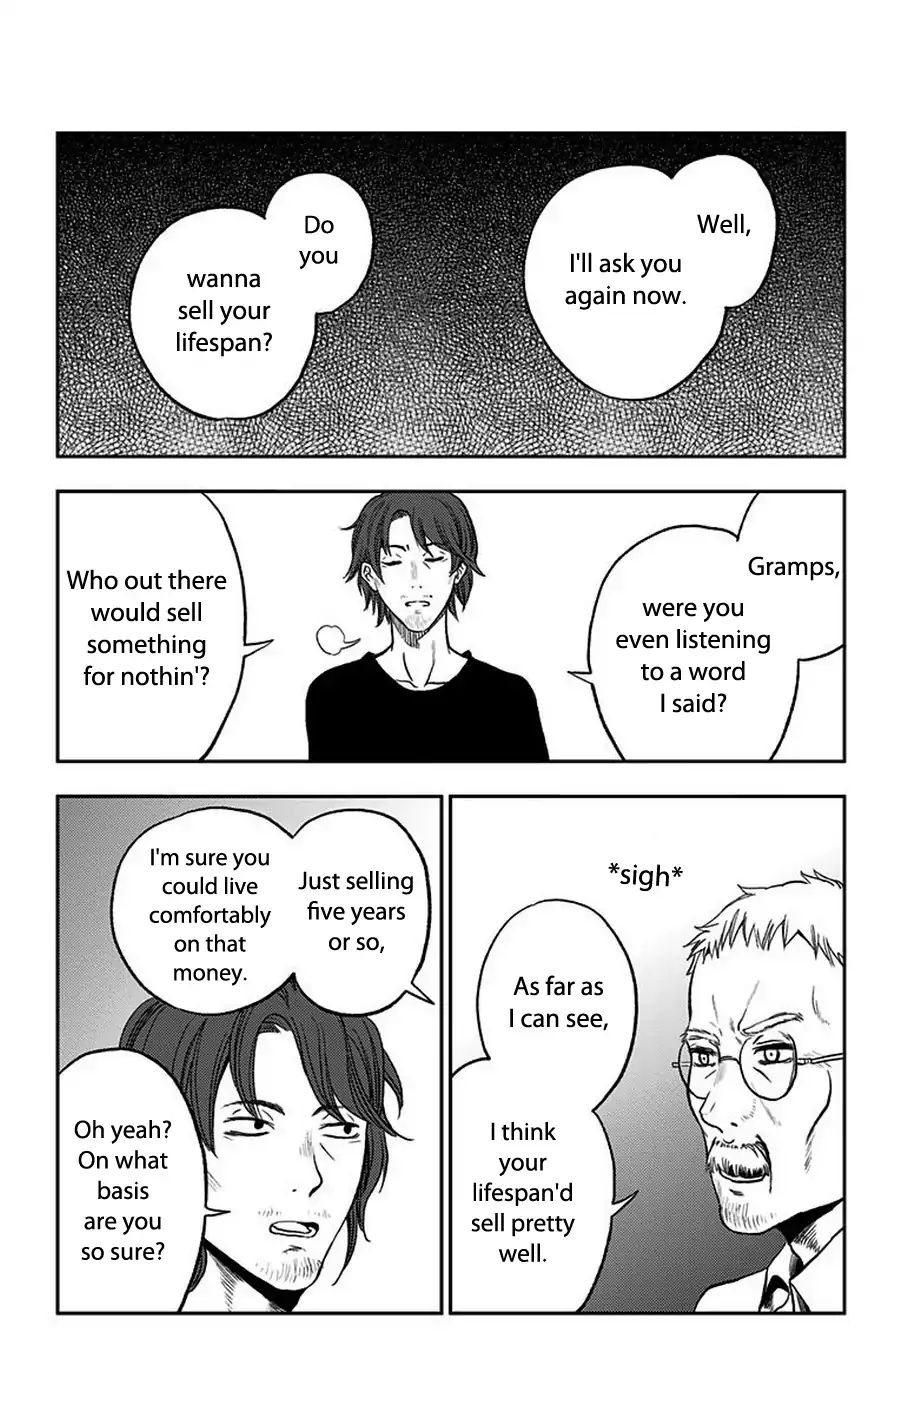 Well,
I'll ask you
again now.
Do
you
wanna
sell your
lifespan?
Gramps,
were you
even listening
to a word
I said?
Who out there
would sell
something
for nothin'?
*sigh*
As far as
I can see,
I think
your
lifespan'd
sell pretty
well.
Just selling
five years
or so,
I'm sure you
could live
comfortably
on that
money.
Oh yeah?
On what
basis
are you
so sure?